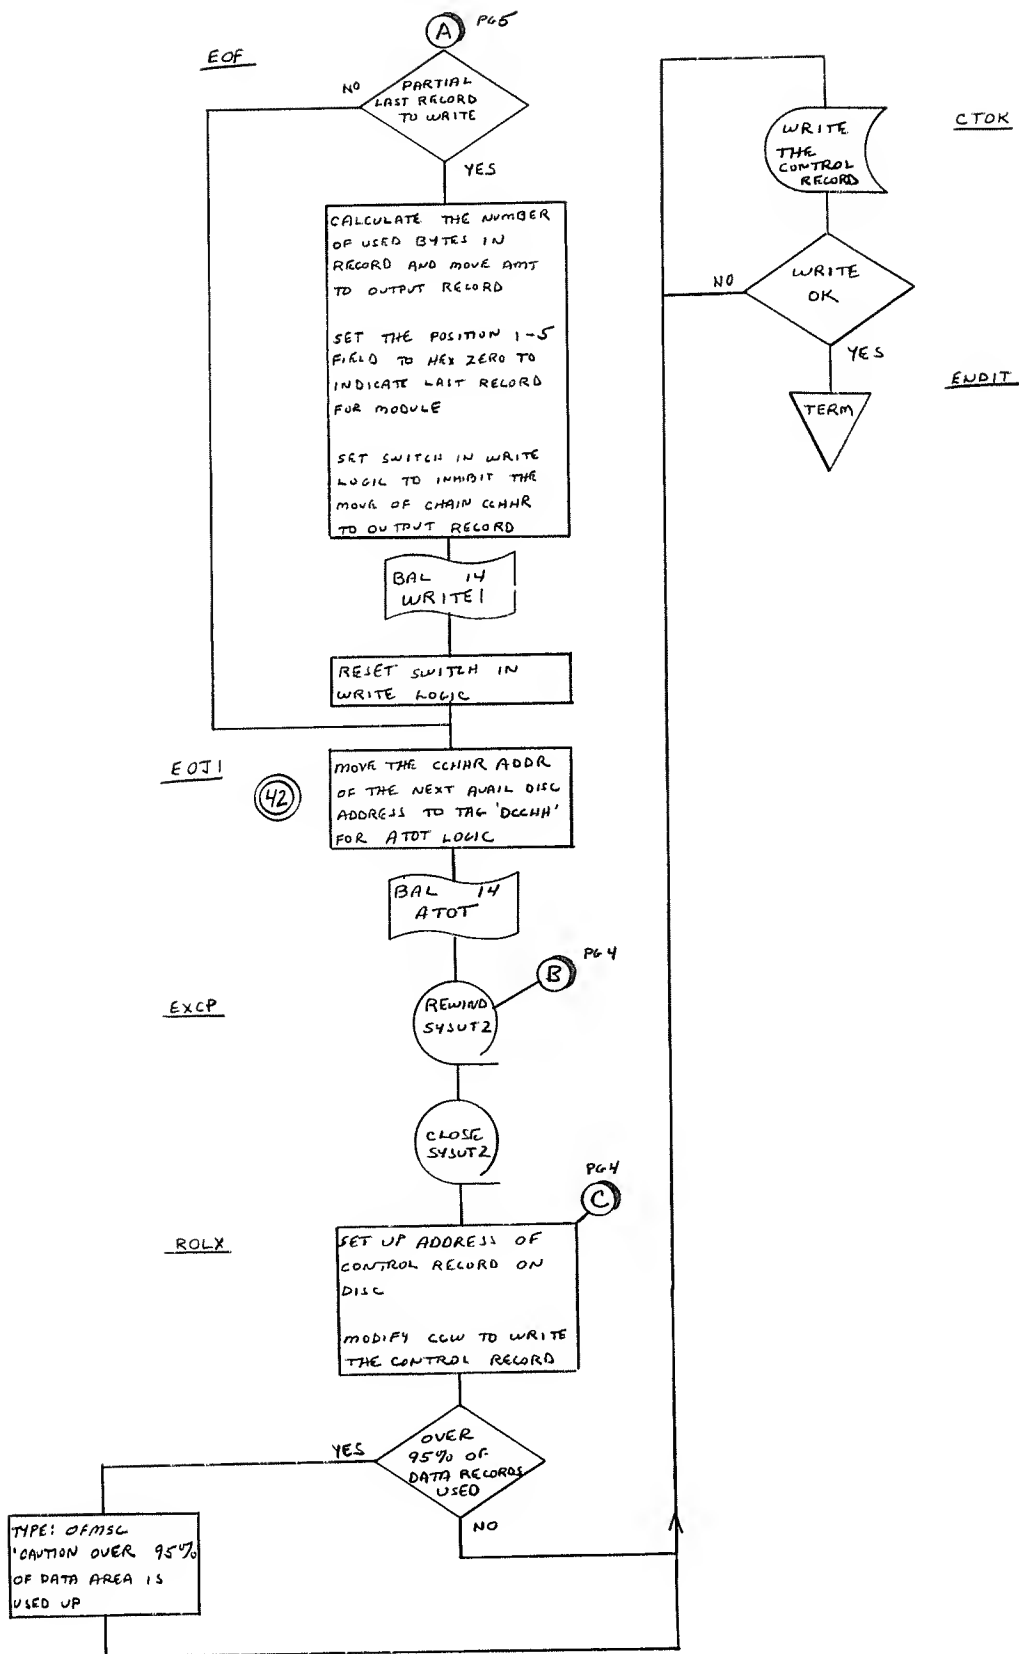 A PG5
EOF
NO
PARTIAL
LAST RECORD
TO WRITE
YES
CALCULATE THE NUMBER
OF USED BYTES IN
RECORD AND MOVE AMT
TO OUTPUT RECORD
SET THE POSITION 1-5
FIELD TO HEX ZERO TO
INDICATE LAST RECORD
FOR MODULE
SET SWITCH IN WRITE
LOGIC TO INHIBIT THE
MOVE OF CHAIN CCHHR
TO OUTPUT RECORD
BAL 14
WRITE1
RESET SWITCH IN
WRITE LOGIC
EOJ1
42
MOVE THE CCHHR ADDR
OF THE NEXT AVAIL DISC
ADDRESS TO TAG 'DCCHH'
FOR ATOT LOGIC
BAL 14
ATOT
B PG4
EXCP
REWIND
SYSUT2
CLOSE
SYSUT2
PG4
C
ROLX
SET UP ADDRESS OF
CONTROL RECORD ON
DISC
MODIFY CCW TO WRITE
THE CONTROL RECORD
YES
OVER
95% OF
DATA RECORDS
USED
NO
TYPE: OFMSG
'CAUTION OVER 95%
OF DATA AREA IS
USED UP
CTOK
WRITE
THE
CONTROL
RECORD
NO
WRITE
OK
YES
ENDIT
TERM